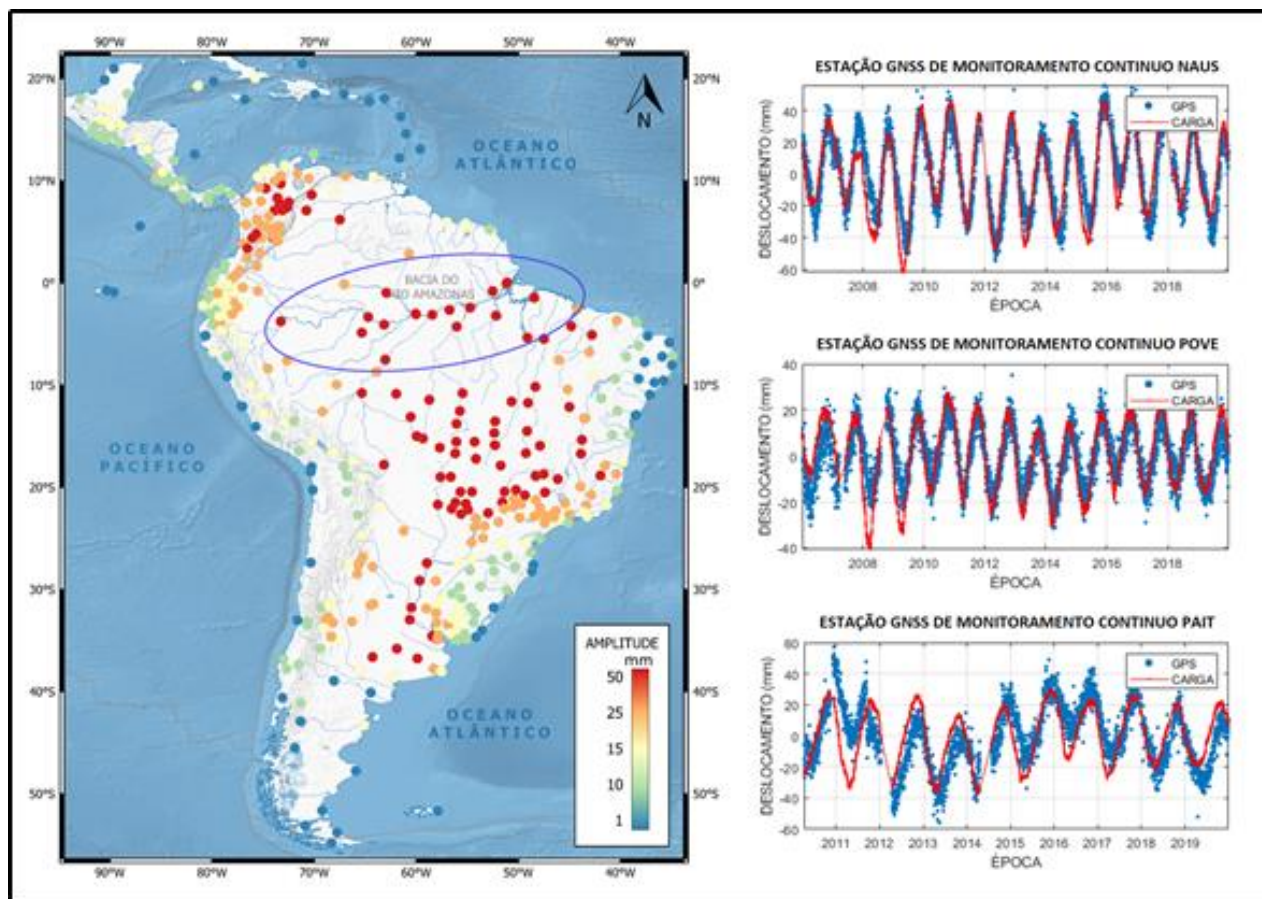 90°W 80°W 70°W 60°W 50°W 40°W
20°N 20°N
10°N 10°N
0° 0°
10°S 10°S
20°S 20°S
30°S 30°S
40°S 40°S
50°S 50°S
90°W 80°W 70°W 60°W 50°W 40°W
N
OCEANO
ATLÂNTICO
BACIA DO
RIO AMAZONAS
OCEANO
PACÍFICO
OCEANO
ATLÂNTICO
AMPLITUDE
mm
50
25
15
10
1
ESTAÇÃO GNSS DE MONITORAMENTO CONTINUO NAUS
DESLOCAMENTO (mm)
40
20
0
-20
-40
-60
GPS
CARGA
2008 2010 2012 2014 2016 2018
ÉPOCA
ESTAÇÃO GNSS DE MONITORAMENTO CONTINUO POVE
DESLOCAMENTO (mm)
40
20
0
-20
-40
GPS
CARGA
2008 2010 2012 2014 2016 2018
ÉPOCA
ESTAÇÃO GNSS DE MONITORAMENTO CONTINUO PAIT
DESLOCAMENTO (mm)
60
40
20
0
-20
-40
-60
GPS
CARGA
2011 2012 2013 2014 2015 2016 2017 2018 2019
ÉPOCA